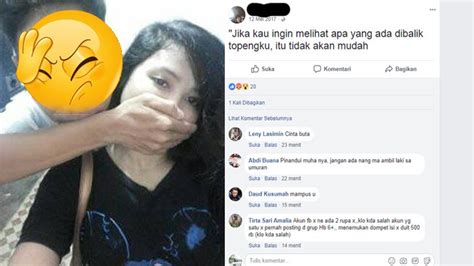 12 Mei 2017
"Jika kau ingin melihat apa yang ada dibalik
topengku, itu tidak akan mudah
Suka
Komentari
Bagikan
20
1 Kali Dibagikan
Lihat Komentar Sebelumnya
Leny Lasimin Cinta buta
Suka · Balas · 23 menit
Abdi Buana Pinandui muha nya, jangan ada nang ma ambil laki sa
umuran
Suka · Balas · 22 menit
Daud Kusumah mampus u
Suka · Balas · 21 menit
Tirta Sari Amalia Akun fb x ne ada 2 rupa x, klo kda salah akun yg
satu x pernah posting d grup Hb 6+.. menemukan dompet isi x duit 500
rb (klo kda salah)
Suka · Balas · 14 menit
Tulis komentar...